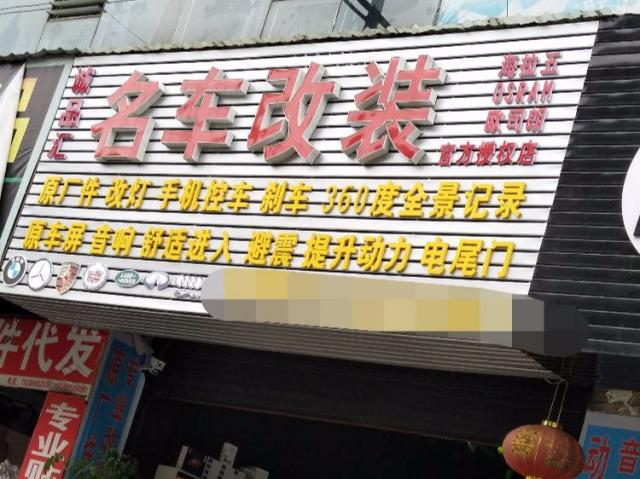 诚品汇
名车改装
海拉五
OSRAM
欧司朗
官方授权店
原厂件 改灯 手机控车 刹车 360度全景记录
原车屏 音响 舒适进入 避震 提升动力 电尾门
件代发
专业
动音